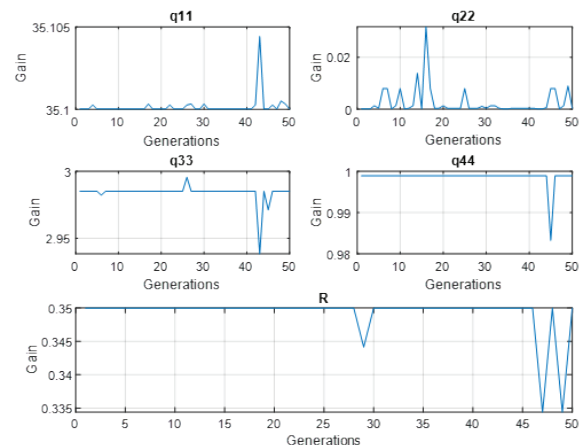 q11
35.105
35.1
Gain
0 10 20 30 40 50
Generations
q22
0.02
0
Gain
0 10 20 30 40 50
Generations
q33
3
2.95
Gain
0 10 20 30 40 50
Generations
q44
1
0.99
0.98
Gain
0 10 20 30 40 50
Generations
R
0.35
0.345
0.34
0.335
Gain
0 5 10 15 20 25 30 35 40 45 50
Generations